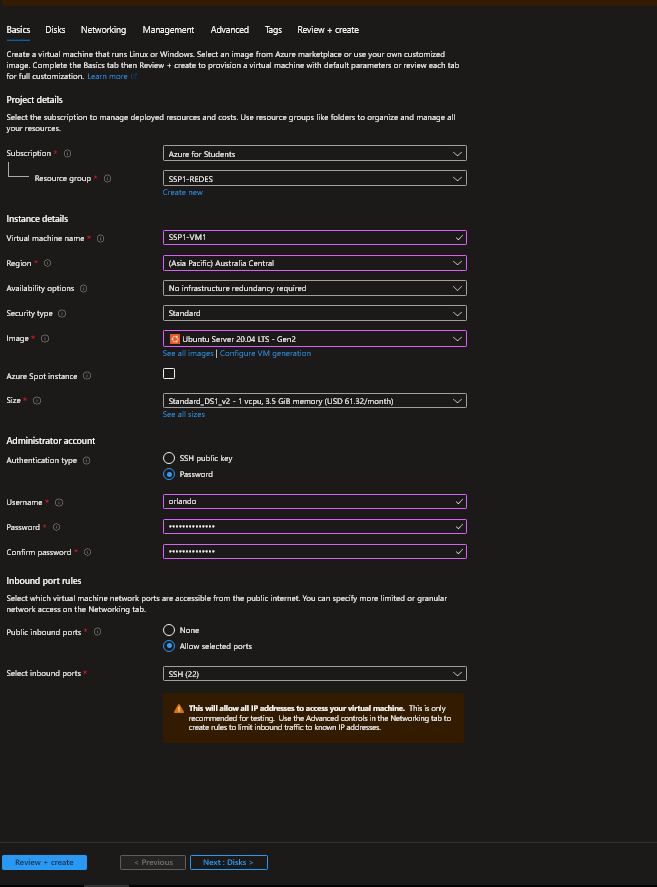 Basics Disks Networking Management Advanced Tags Review + create
Create a virtual machine that runs Linux or Windows. Select an image from Azure marketplace or use your own customized
image. Complete the Basics tab then Review + create to provision a virtual machine with default parameters or review each tab
for full customization. Learn more
Project details
Select the subscription to manage deployed resources and costs. Use resource groups like folders to organize and manage all
your resources.
Subscription * Azure for Students
Resource group * S5P1-REDES
Create new
Instance details
Virtual machine name * S5P1-VM1
Region * (Asia Pacific) Australia Central
Availability options No infrastructure redundancy required
Security type Standard
Image * Ubuntu Server 20.04 LTS - Gen2
See all images | Configure VM generation
Azure Spot instance
Size * Standard_DS1_v2 - 1 vcpu, 3.5 GiB memory (USD 61.32/month)
See all sizes
Administrator account
Authentication type SSH public key
Password
Username * orlando
Password * ••••••••••••••
Confirm password * ••••••••••••••
Inbound port rules
Select which virtual machine network ports are accessible from the public internet. You can specify more limited or granular
network access on the Networking tab.
Public inbound ports * None
Allow selected ports
Select inbound ports * SSH (22)
This will allow all IP addresses to access your virtual machine. This is only
recommended for testing. Use the Advanced controls in the Networking tab to
create rules to limit inbound traffic to known IP addresses.
Review + create < Previous Next : Disks >